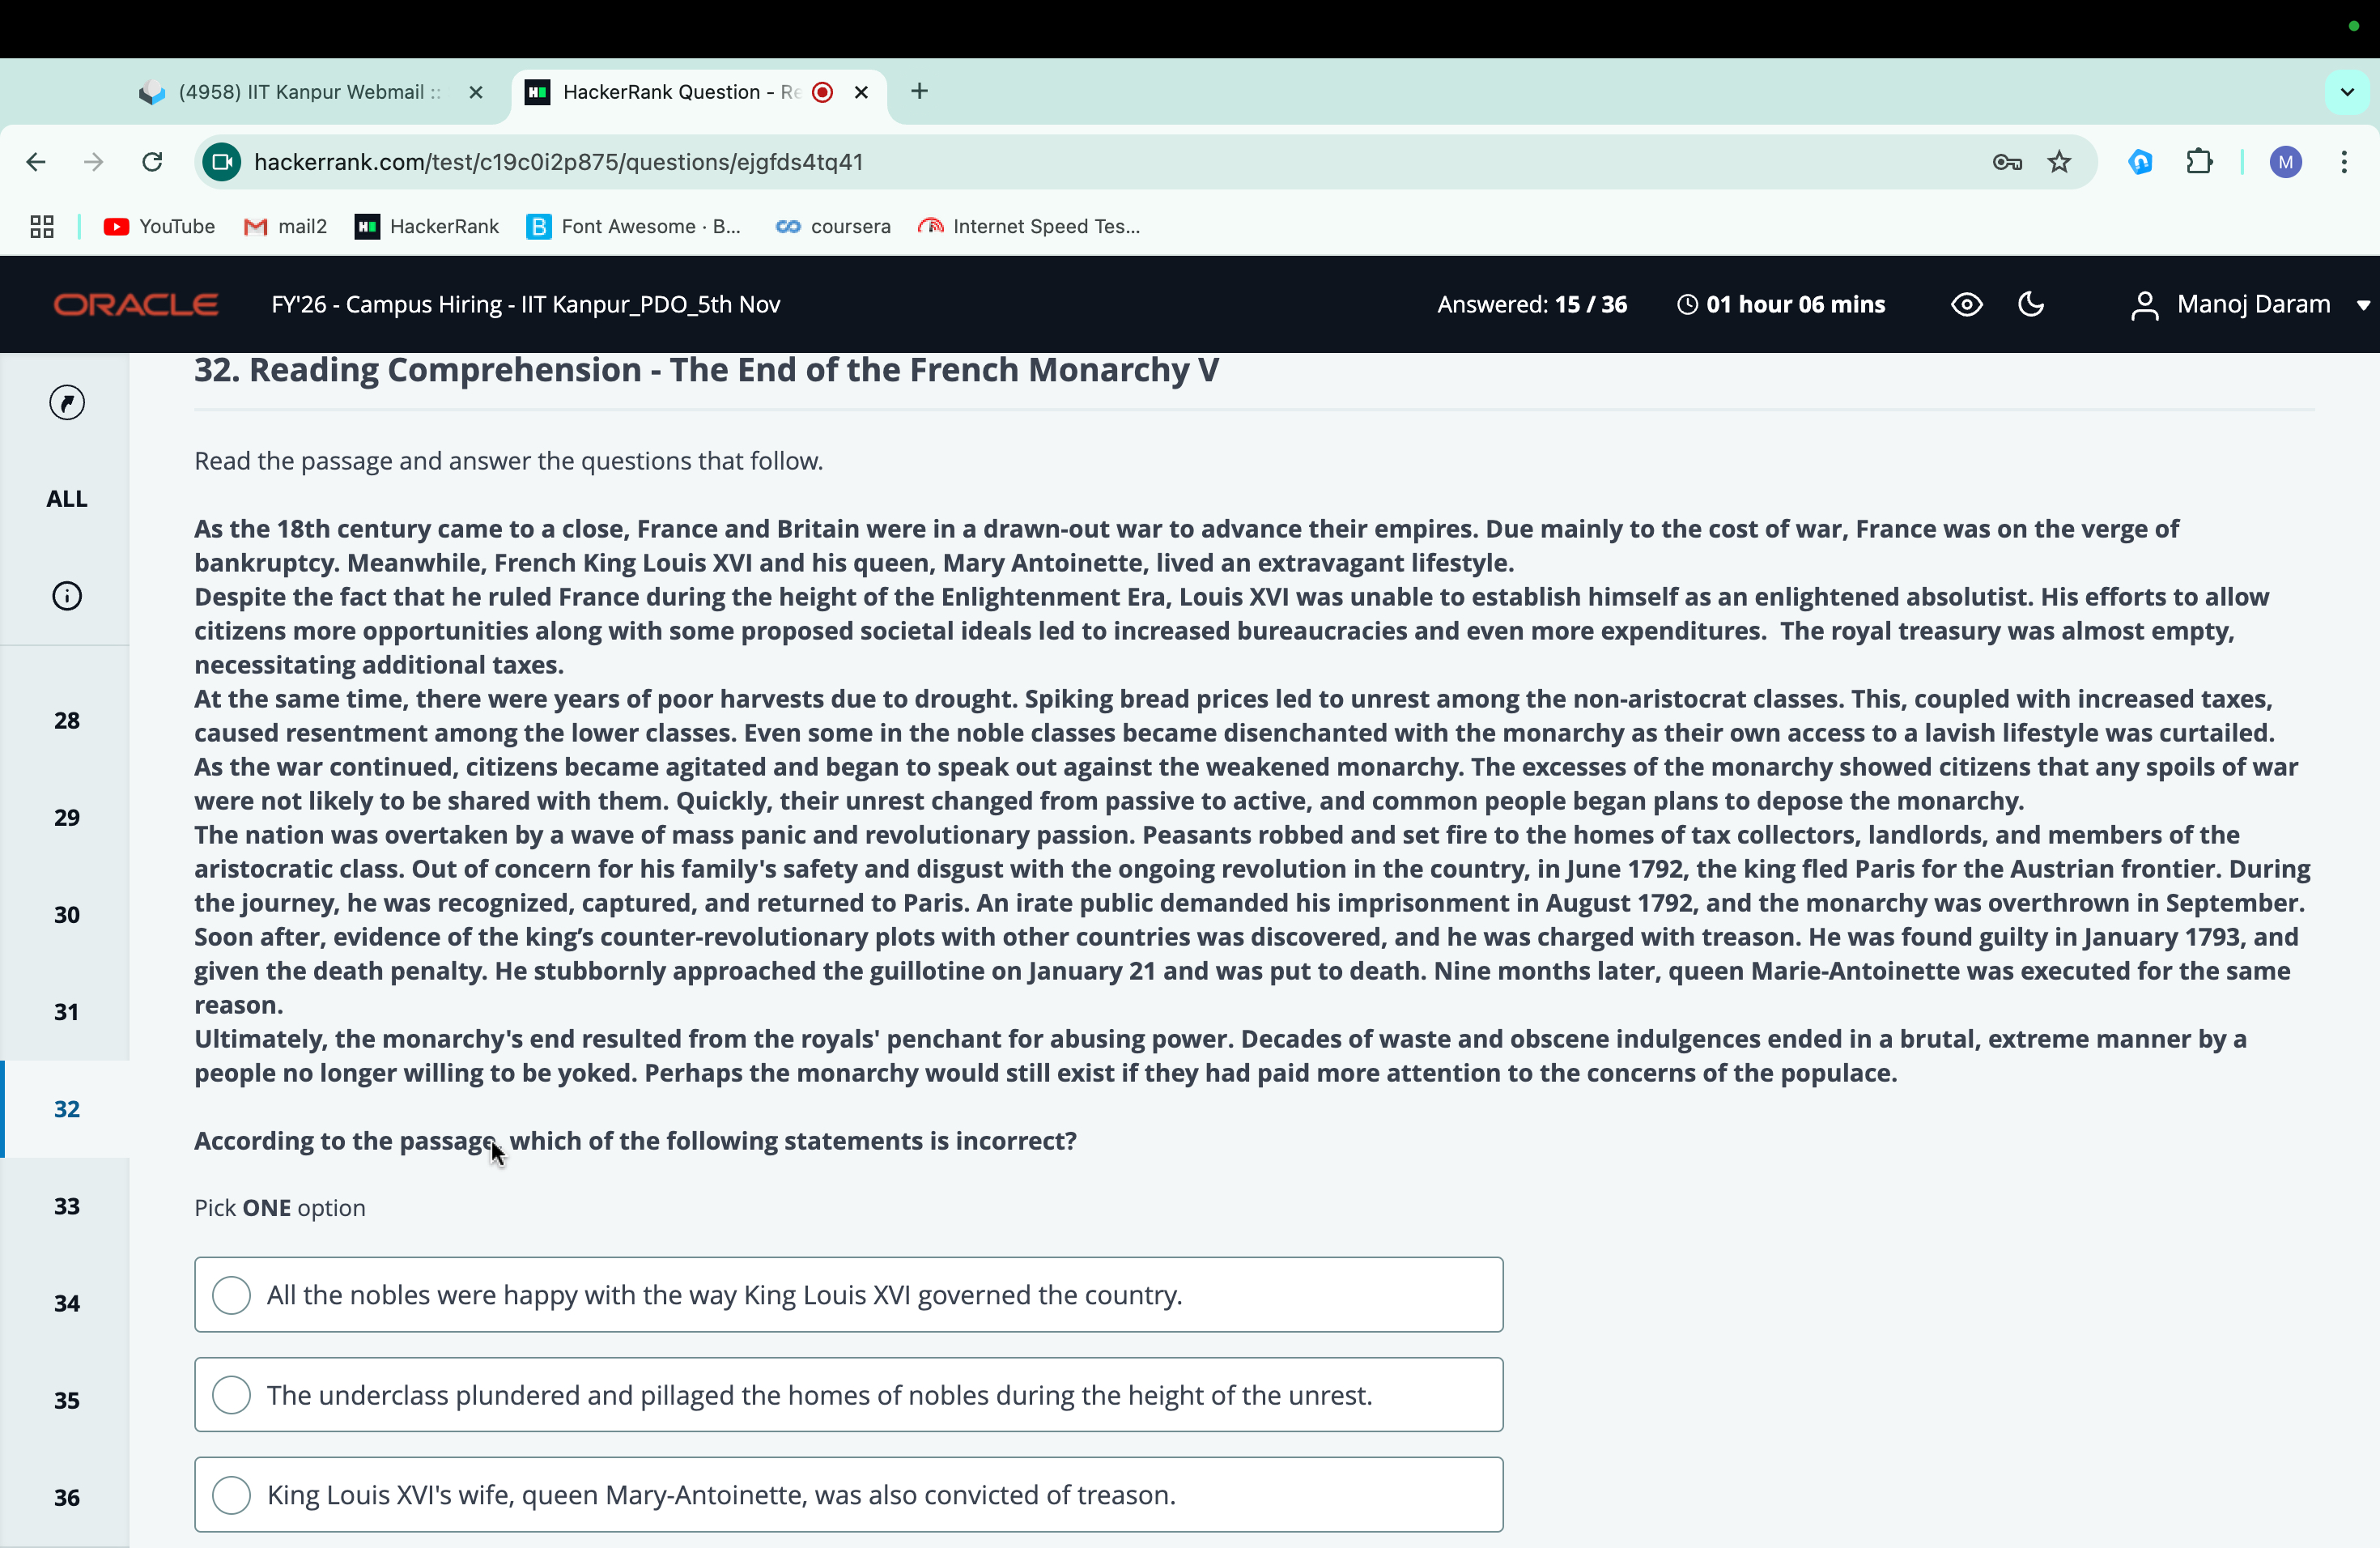 (4958) IIT Kanpur Webmail ::
HackerRank Question - Re
hackerrank.com/test/c19c0i2p875/questions/ejgfds4tq41
M
YouTube
mail2
HackerRank
Font Awesome · B...
coursera
Internet Speed Tes...
ORACLE
FY'26 - Campus Hiring - IIT Kanpur_PDO_5th Nov
Answered: 15 / 36
01 hour 06 mins
Manoj Daram
ALL
28
29
30
31
32
33
34
35
36
32. Reading Comprehension - The End of the French Monarchy V
Read the passage and answer the questions that follow.
As the 18th century came to a close, France and Britain were in a drawn-out war to advance their empires. Due mainly to the cost of war, France was on the verge of
bankruptcy. Meanwhile, French King Louis XVI and his queen, Mary Antoinette, lived an extravagant lifestyle.
Despite the fact that he ruled France during the height of the Enlightenment Era, Louis XVI was unable to establish himself as an enlightened absolutist. His efforts to allow
citizens more opportunities along with some proposed societal ideals led to increased bureaucracies and even more expenditures.  The royal treasury was almost empty,
necessitating additional taxes.
At the same time, there were years of poor harvests due to drought. Spiking bread prices led to unrest among the non-aristocrat classes. This, coupled with increased taxes,
caused resentment among the lower classes. Even some in the noble classes became disenchanted with the monarchy as their own access to a lavish lifestyle was curtailed.
As the war continued, citizens became agitated and began to speak out against the weakened monarchy. The excesses of the monarchy showed citizens that any spoils of war
were not likely to be shared with them. Quickly, their unrest changed from passive to active, and common people began plans to depose the monarchy.
The nation was overtaken by a wave of mass panic and revolutionary passion. Peasants robbed and set fire to the homes of tax collectors, landlords, and members of the
aristocratic class. Out of concern for his family's safety and disgust with the ongoing revolution in the country, in June 1792, the king fled Paris for the Austrian frontier. During
the journey, he was recognized, captured, and returned to Paris. An irate public demanded his imprisonment in August 1792, and the monarchy was overthrown in September.
Soon after, evidence of the king’s counter-revolutionary plots with other countries was discovered, and he was charged with treason. He was found guilty in January 1793, and
given the death penalty. He stubbornly approached the guillotine on January 21 and was put to death. Nine months later, queen Marie-Antoinette was executed for the same
reason.
Ultimately, the monarchy's end resulted from the royals' penchant for abusing power. Decades of waste and obscene indulgences ended in a brutal, extreme manner by a
people no longer willing to be yoked. Perhaps the monarchy would still exist if they had paid more attention to the concerns of the populace.
According to the passage, which of the following statements is incorrect?
Pick ONE option
All the nobles were happy with the way King Louis XVI governed the country.
The underclass plundered and pillaged the homes of nobles during the height of the unrest.
King Louis XVI's wife, queen Mary-Antoinette, was also convicted of treason.